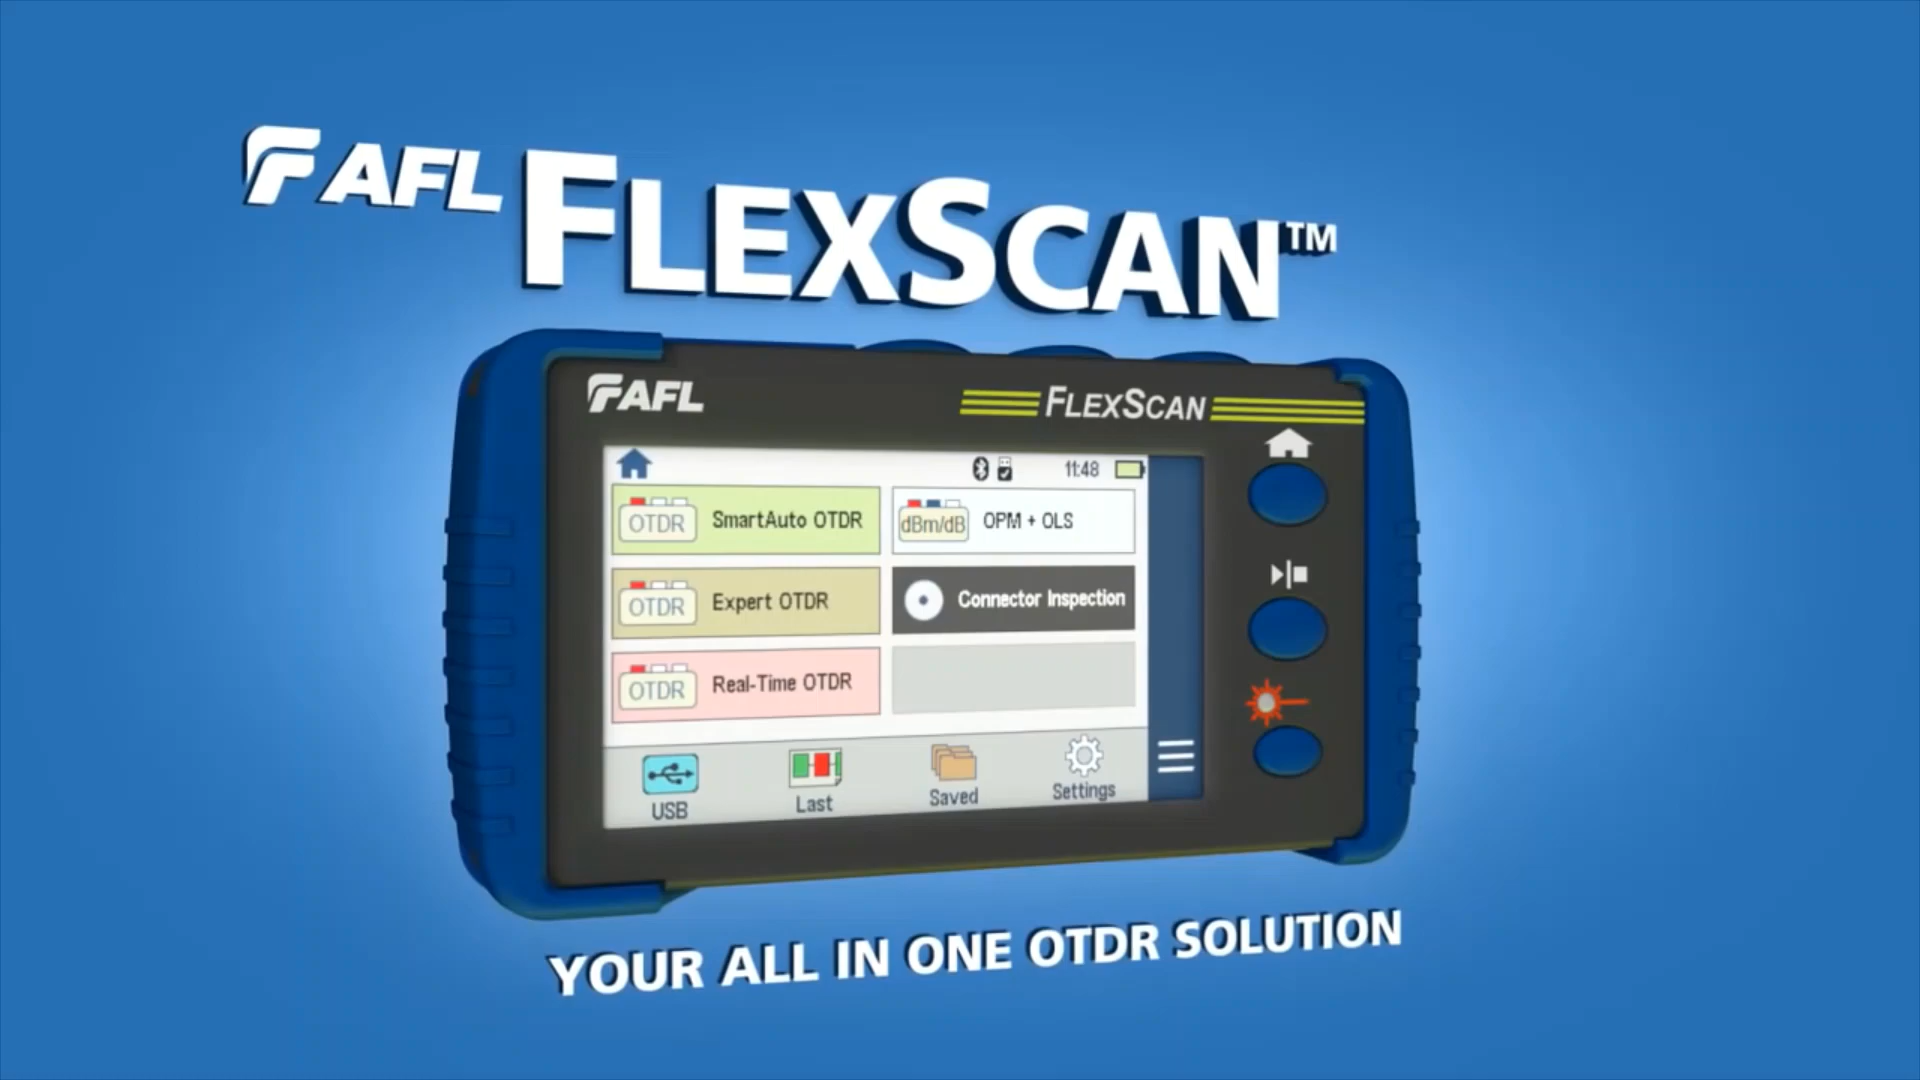 AFL FLEXSCAN™
AFL FLEXSCAN
11:48
OTDR SmartAuto OTDR
dBm/dB OPM + OLS
OTDR Expert OTDR
Connector Inspection
OTDR Real-Time OTDR
USB Last Saved Settings
YOUR ALL IN ONE OTDR SOLUTION